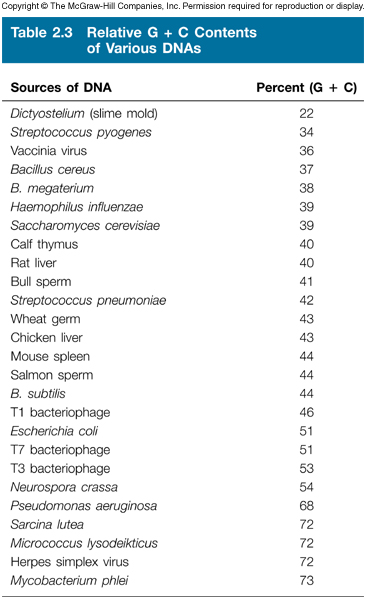 Copyright © The McGraw-Hill Companies, Inc. Permission required for reproduction or display.
Table 2.3 Relative G + C Contents
of Various DNAs
Sources of DNA Percent (G + C)
Dictyostelium (slime mold) 22
Streptococcus pyogenes 34
Vaccinia virus 36
Bacillus cereus 37
B. megaterium 38
Haemophilus influenzae 39
Saccharomyces cerevisiae 39
Calf thymus 40
Rat liver 40
Bull sperm 41
Streptococcus pneumoniae 42
Wheat germ 43
Chicken liver 43
Mouse spleen 44
Salmon sperm 44
B. subtilis 44
T1 bacteriophage 46
Escherichia coli 51
T7 bacteriophage 51
T3 bacteriophage 53
Neurospora crassa 54
Pseudomonas aeruginosa 68
Sarcina lutea 72
Micrococcus lysodeikticus 72
Herpes simplex virus 72
Mycobacterium phlei 73